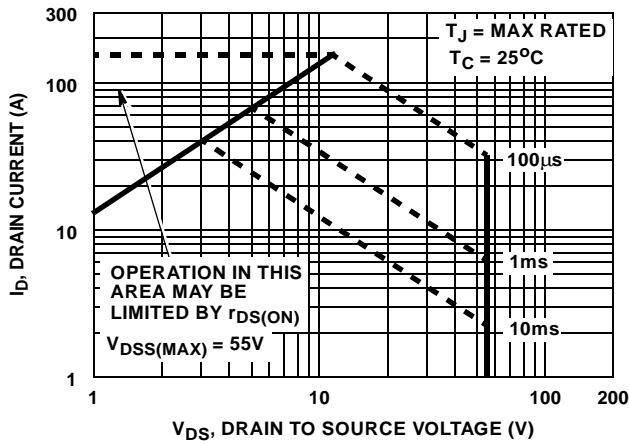 300
100
10
1
I_D, DRAIN CURRENT (A)
T_J = MAX RATED
T_C = 25°C
100µs
1ms
10ms
OPERATION IN THIS
AREA MAY BE
LIMITED BY r_DS(ON)
V_DSS(MAX) = 55V
1
10
100
200
V_DS, DRAIN TO SOURCE VOLTAGE (V)